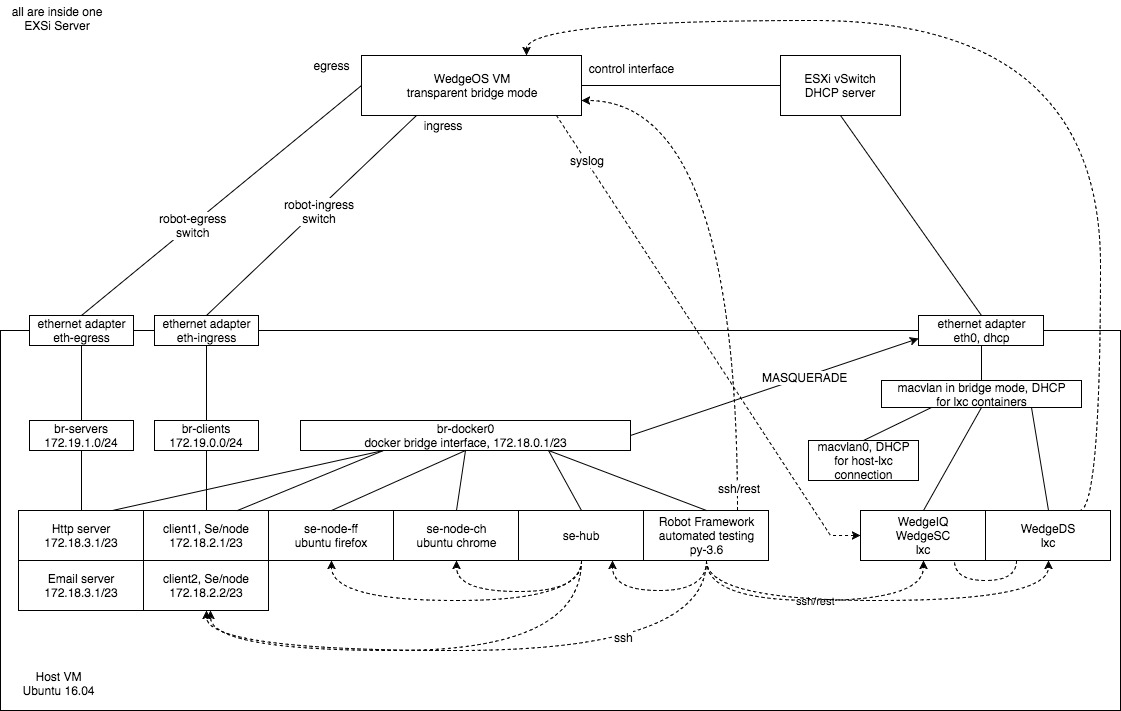 all are inside one
EXSi Server
egress
WedgeOS VM
transparent bridge mode
control interface
ESXi vSwitch
DHCP server
ingress
syslog
robot-egress
switch
robot-ingress
switch
ethernet adapter
eth-egress
ethernet adapter
eth-ingress
ethernet adapter
eth0, dhcp
MASQUERADE
macvlan in bridge mode, DHCP
for lxc containers
br-servers
172.19.1.0/24
br-clients
172.19.0.0/24
br-docker0
docker bridge interface, 172.18.0.1/23
macvlan0, DHCP
for host-lxc
connection
ssh/rest
Http server
172.18.3.1/23
client1, Se/node
172.18.2.1/23
se-node-ff
ubuntu firefox
se-node-ch
ubuntu chrome
se-hub
Robot Framework
automated testing
py-3.6
WedgeIQ
WedgeSC
lxc
WedgeDS
lxc
Email server
172.18.3.1/23
client2, Se/node
172.18.2.2/23
ssh/rest
ssh
Host VM
Ubuntu 16.04